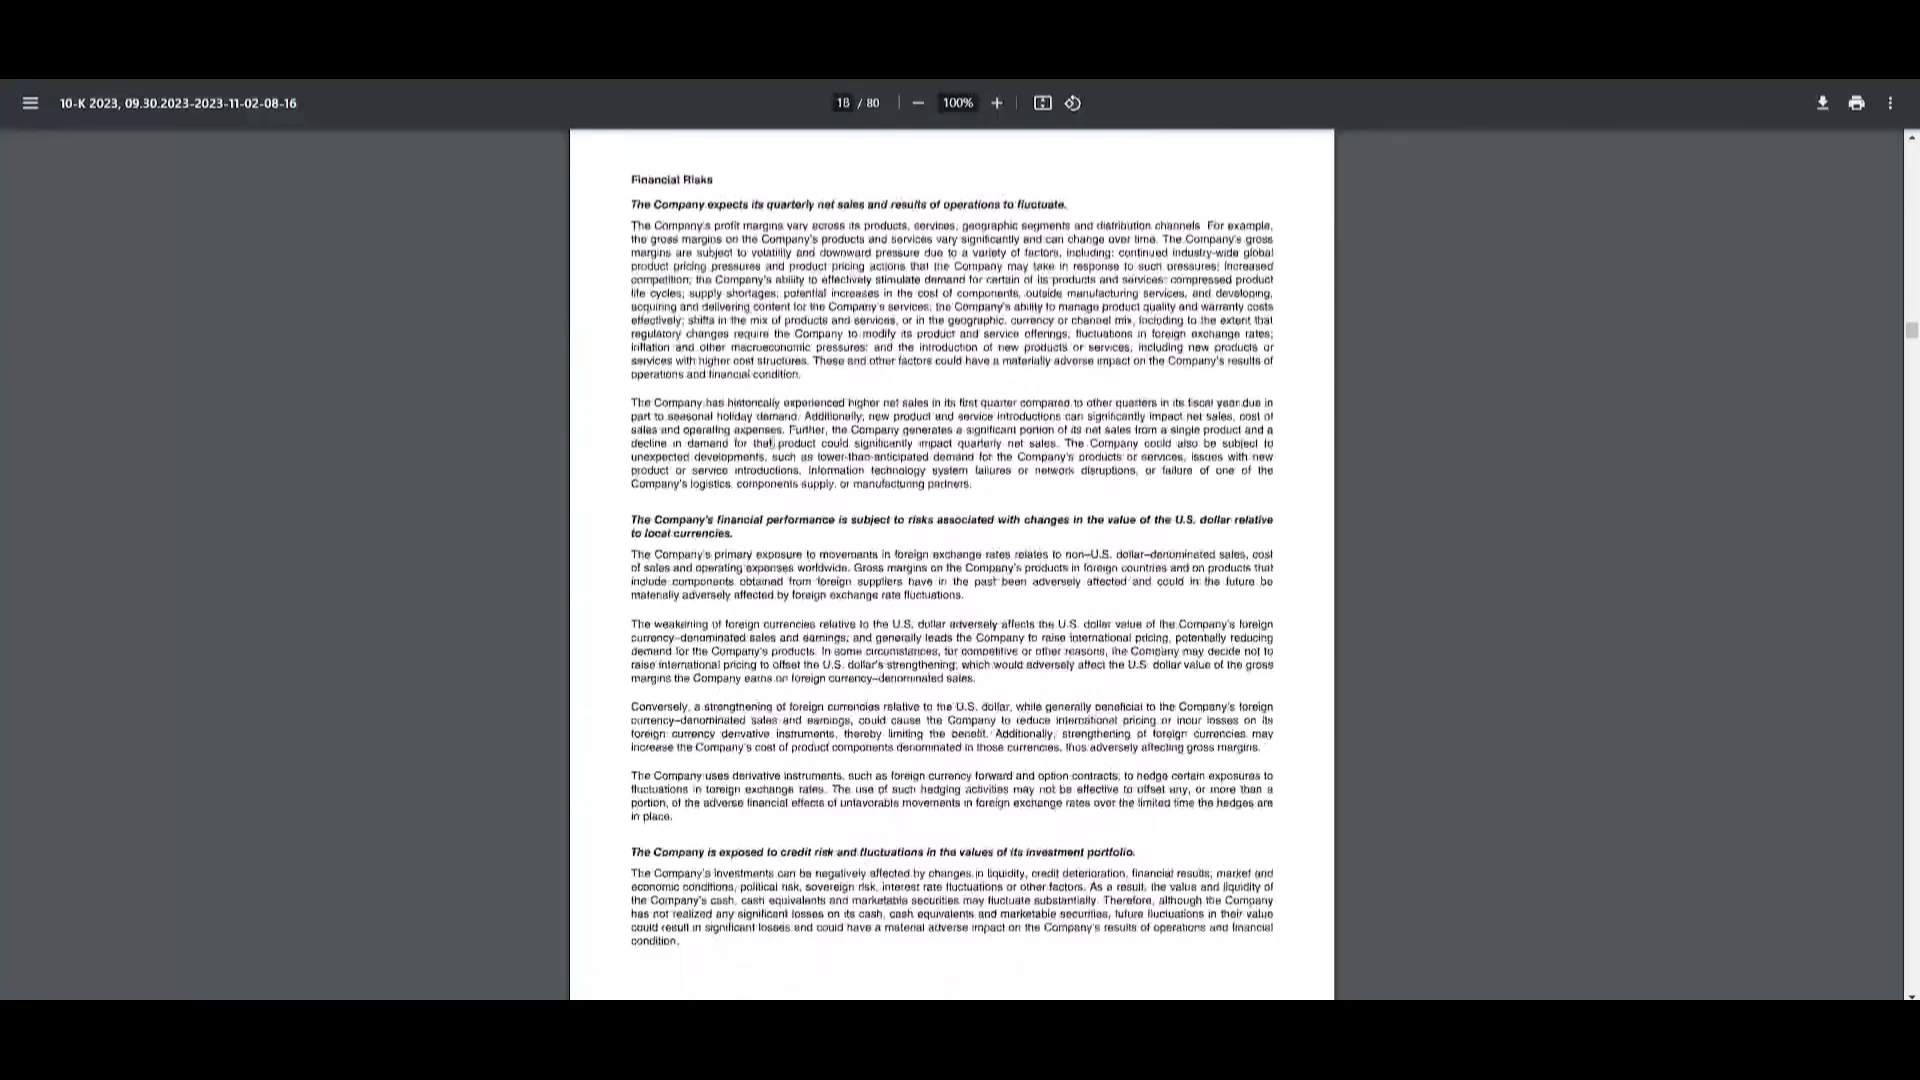 10-K 2023, 09.30.2023-2023-11-02-08-16
18 / 80
100%
Financial Risks
The Company expects its quarterly net sales and results of operations to fluctuate.
The Company's profit margins vary across its products, services, geographic segments and distribution channels. For example,
the gross margins on the Company's products and services vary significantly and can change over time. The Company's gross
margins are subject to volatility and downward pressure due to a variety of factors, including: continued industry-wide global
product pricing pressures and product pricing actions that the Company may take in response to such pressures; increased
competition; the Company's ability to effectively stimulate demand for certain of its products and services; compressed product
life cycles; supply shortages; potential increases in the cost of components, outside manufacturing services, and developing,
acquiring and delivering content for the Company's services; the Company's ability to manage product quality and warranty costs
effectively; shifts in the mix of products and services, or in the geographic, currency or channel mix, including to the extent that
regulatory changes require the Company to modify its product and service offerings; fluctuations in foreign exchange rates;
inflation and other macroeconomic pressures; and the introduction of new products or services, including new products or
services with higher cost structures. These and other factors could have a materially adverse impact on the Company's results of
operations and financial condition.
The Company has historically experienced higher net sales in its first quarter compared to other quarters in its fiscal year due in
part to seasonal holiday demand. Additionally, new product and service introductions can significantly impact net sales, cost of
sales and operating expenses. Further, the Company generates a significant portion of its net sales from a single product and a
decline in demand for that product could significantly impact quarterly net sales. The Company could also be subject to
unexpected developments, such as lower-than-anticipated demand for the Company's products or services, issues with new
product or service introductions, information technology system failures or network disruptions, or failure of one of the
Company's logistics, components supply, or manufacturing partners.
The Company's financial performance is subject to risks associated with changes in the value of the U.S. dollar relative
to local currencies.
The Company's primary exposure to movements in foreign exchange rates relates to non–U.S. dollar–denominated sales, cost
of sales and operating expenses worldwide. Gross margins on the Company's products in foreign countries and on products that
include components obtained from foreign suppliers have in the past been adversely affected and could in the future be
materially adversely affected by foreign exchange rate fluctuations.
The weakening of foreign currencies relative to the U.S. dollar adversely affects the U.S. dollar value of the Company's foreign
currency–denominated sales and earnings, and generally leads the Company to raise international pricing, potentially reducing
demand for the Company's products. In some circumstances, for competitive or other reasons, the Company may decide not to
raise international pricing to offset the U.S. dollar's strengthening, which would adversely affect the U.S. dollar value of the gross
margins the Company earns on foreign currency–denominated sales.
Conversely, a strengthening of foreign currencies relative to the U.S. dollar, while generally beneficial to the Company's foreign
currency–denominated sales and earnings, could cause the Company to reduce international pricing or incur losses on its
foreign currency derivative instruments, thereby limiting the benefit. Additionally, strengthening of foreign currencies may
increase the Company's cost of product components denominated in those currencies, thus adversely affecting gross margins.
The Company uses derivative instruments, such as foreign currency forward and option contracts, to hedge certain exposures to
fluctuations in foreign exchange rates. The use of such hedging activities may not be effective to offset any, or more than a
portion, of the adverse financial effects of unfavorable movements in foreign exchange rates over the limited time the hedges are
in place.
The Company is exposed to credit risk and fluctuations in the values of its investment portfolio.
The Company's investments can be negatively affected by changes in liquidity, credit deterioration, financial results, market and
economic conditions, political risk, sovereign risk, interest rate fluctuations or other factors. As a result, the value and liquidity of
the Company's cash, cash equivalents and marketable securities may fluctuate substantially. Therefore, although the Company
has not realized any significant losses on its cash, cash equivalents and marketable securities, future fluctuations in their value
could result in significant losses and could have a material adverse impact on the Company's results of operations and financial
condition.